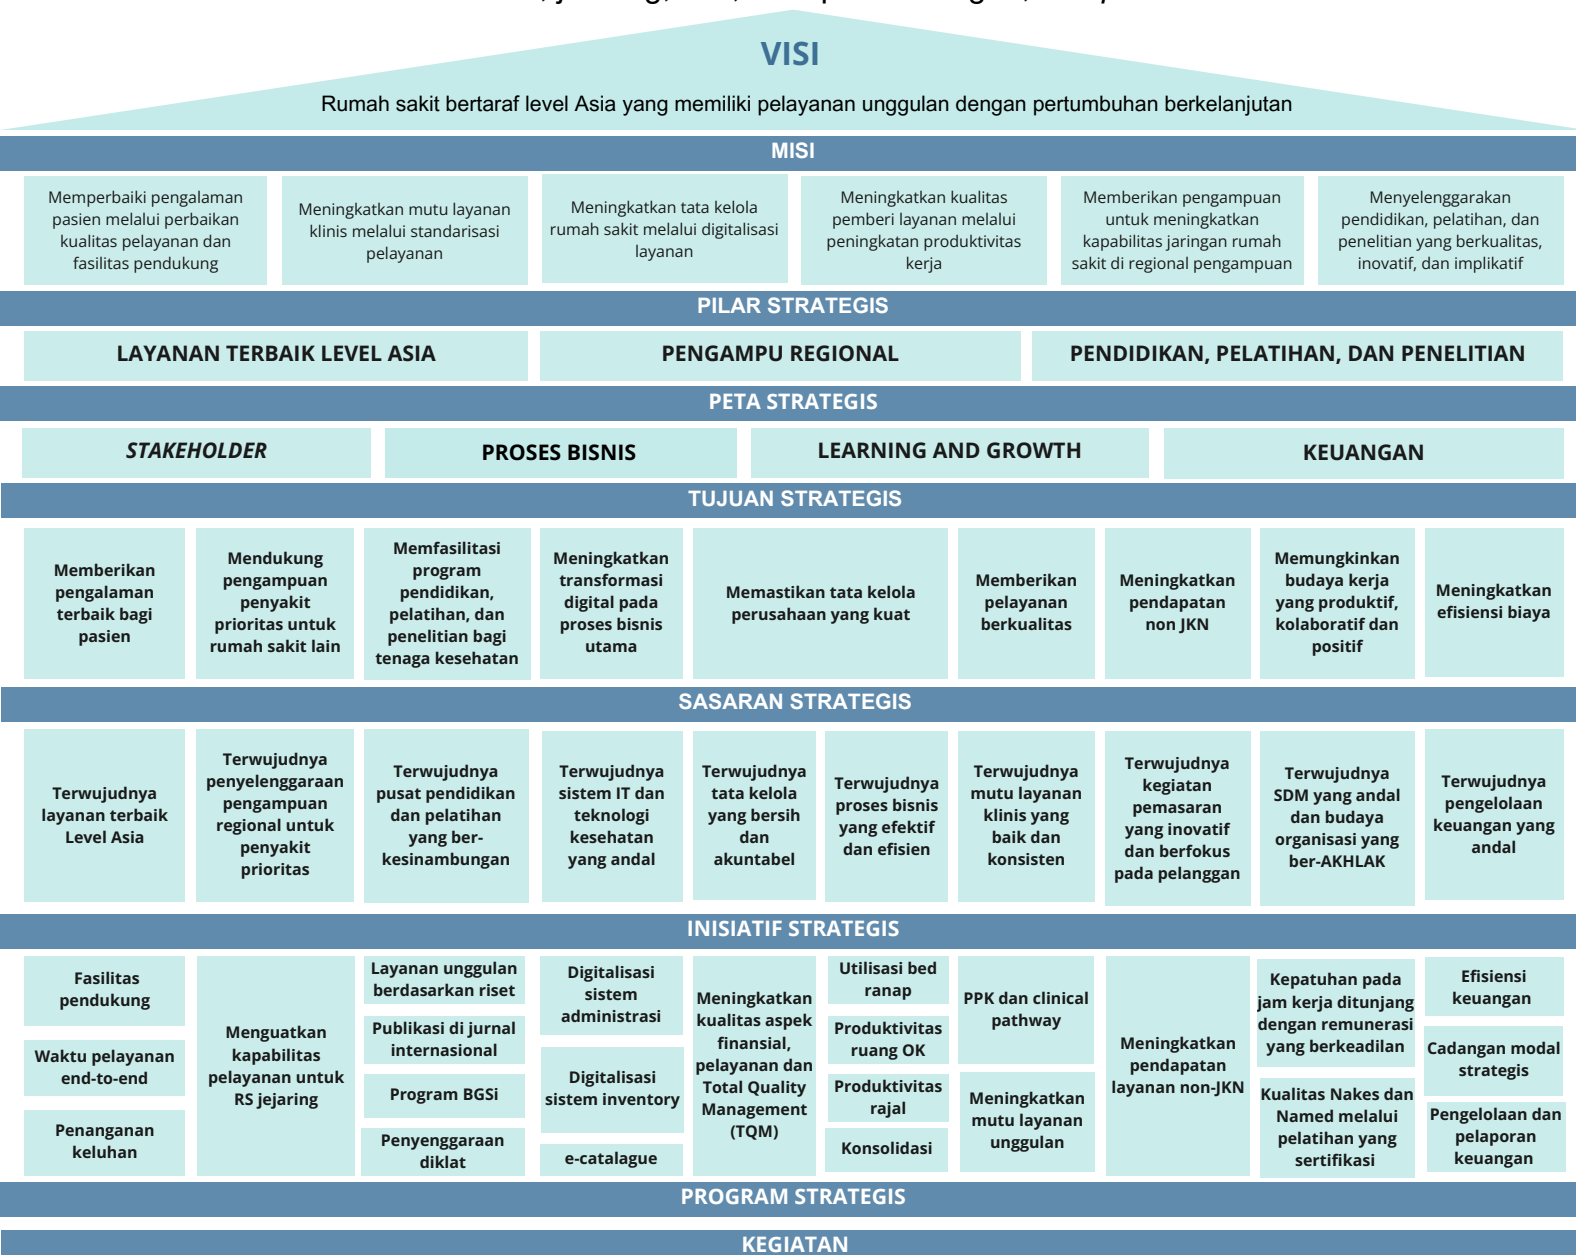 VISI
Rumah sakit bertaraf level Asia yang memiliki pelayanan unggulan dengan pertumbuhan berkelanjutan
MISI
Memperbaiki pengalaman
pasien melalui perbaikan
kualitas pelayanan dan
fasilitas pendukung
Meningkatkan mutu layanan
klinis melalui standarisasi
pelayanan
Meningkatkan tata kelola
rumah sakit melalui digitalisasi
layanan
Meningkatkan kualitas
pemberi layanan melalui
peningkatan produktivitas
kerja
Memberikan pengampuan
untuk meningkatkan
kapabilitas jaringan rumah
sakit di regional pengampuan
Menyelenggarakan
pendidikan, pelatihan, dan
penelitian yang berkualitas,
inovatif, dan implikatif
PILAR STRATEGIS
LAYANAN TERBAIK LEVEL ASIA
PENGAMPU REGIONAL
PENDIDIKAN, PELATIHAN, DAN PENELITIAN
PETA STRATEGIS
STAKEHOLDER
PROSES BISNIS
LEARNING AND GROWTH
KEUANGAN
TUJUAN STRATEGIS
Memberikan
pengalaman
terbaik bagi
pasien
Mendukung
pengampuan
penyakit
prioritas untuk
rumah sakit lain
Memfasilitasi
program
pendidikan,
pelatihan, dan
penelitian bagi
tenaga kesehatan
Meningkatkan
transformasi
digital pada
proses bisnis
utama
Memastikan tata kelola
perusahaan yang kuat
Memberikan
pelayanan
berkualitas
Meningkatkan
pendapatan
non JKN
Memungkinkan
budaya kerja
yang produktif,
kolaboratif dan
positif
Meningkatkan
efisiensi biaya
SASARAN STRATEGIS
Terwujudnya
layanan terbaik
Level Asia
Terwujudnya
penyelenggaraan
pengampuan
regional untuk
penyakit
prioritas
Terwujudnya
pusat pendidikan
dan pelatihan
yang ber-
kesinambungan
Terwujudnya
sistem IT dan
teknologi
kesehatan
yang andal
Terwujudnya
tata kelola
yang bersih
dan
akuntabel
Terwujudnya
proses bisnis
yang efektif
dan efisien
Terwujudnya
mutu layanan
klinis yang
baik dan
konsisten
Terwujudnya
kegiatan
pemasaran
yang inovatif
dan berfokus
pada pelanggan
Terwujudnya
SDM yang andal
dan budaya
organisasi yang
ber-AKHLAK
Terwujudnya
pengelolaan
keuangan yang
andal
INISIATIF STRATEGIS
Fasilitas
pendukung
Waktu pelayanan
end-to-end
Penanganan
keluhan
Menguatkan
kapabilitas
pelayanan untuk
RS jejaring
Layanan unggulan
berdasarkan riset
Publikasi di jurnal
internasional
Program BGSi
Penyenggaraan
diklat
Digitalisasi
sistem
administrasi
Digitalisasi
sistem inventory
e-catalague
Meningkatkan
kualitas aspek
finansial,
pelayanan dan
Total Quality
Management
(TQM)
Utilisasi bed
ranap
Produktivitas
ruang OK
Produktivitas
rajal
Konsolidasi
PPK dan clinical
pathway
Meningkatkan
mutu layanan
unggulan
Meningkatkan
pendapatan
layanan non-JKN
Kepatuhan pada
jam kerja ditunjang
dengan remunerasi
yang berkeadilan
Kualitas Nakes dan
Named melalui
pelatihan yang
sertifikasi
Efisiensi
keuangan
Cadangan modal
strategis
Pengelolaan dan
pelaporan
keuangan
PROGRAM STRATEGIS
KEGIATAN